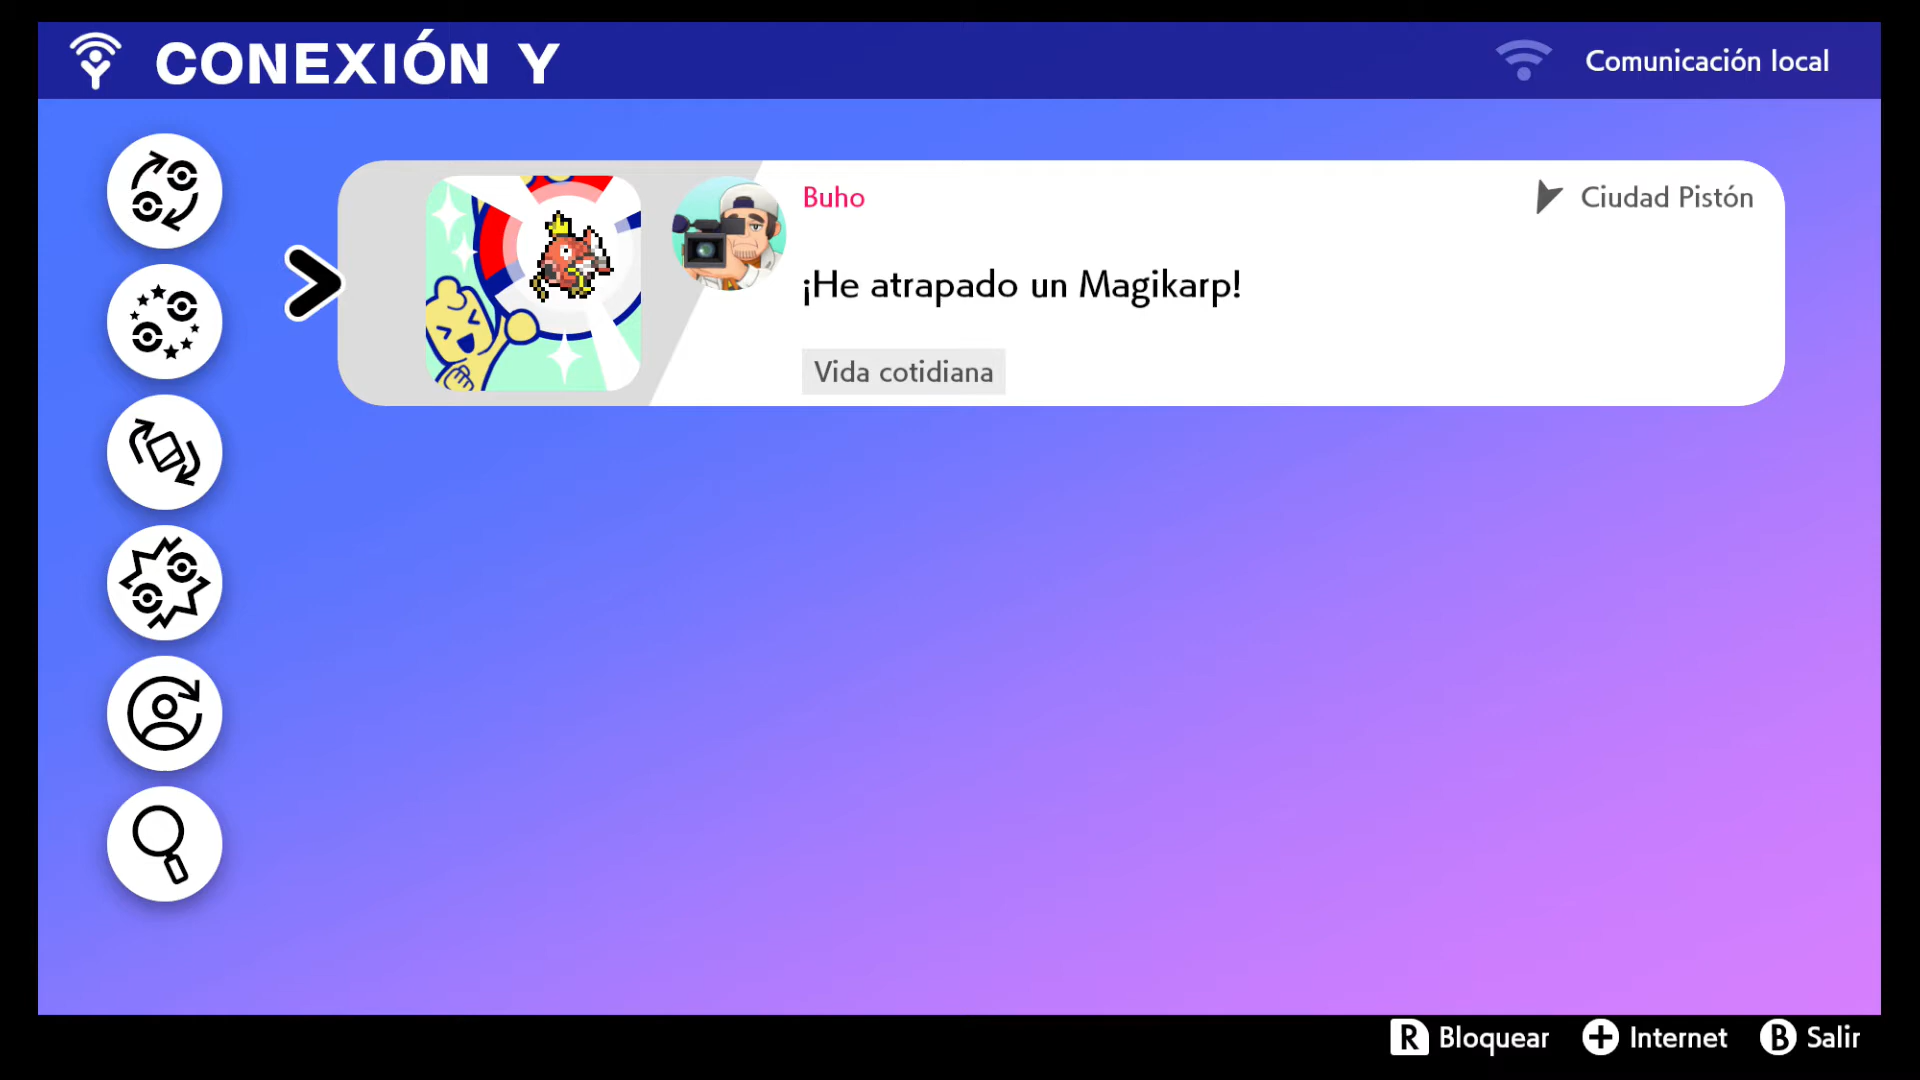 CONEXIÓN Y
Comunicación local
Buho
Ciudad Pistón
¡He atrapado un Magikarp!
Vida cotidiana
R Bloquear + Internet B Salir